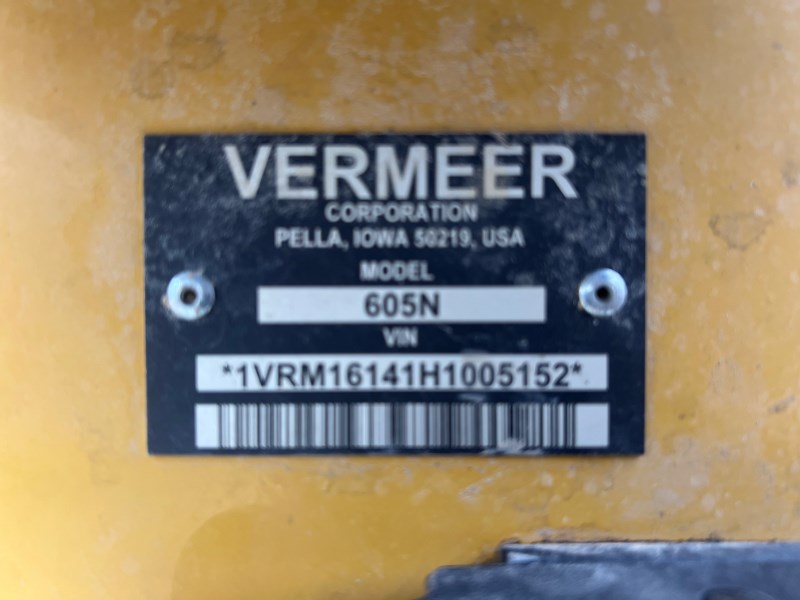 VERMEER
CORPORATION
PELLA, IOWA 50219, USA
MODEL
605N
VIN
*1VRM16141H1005152*